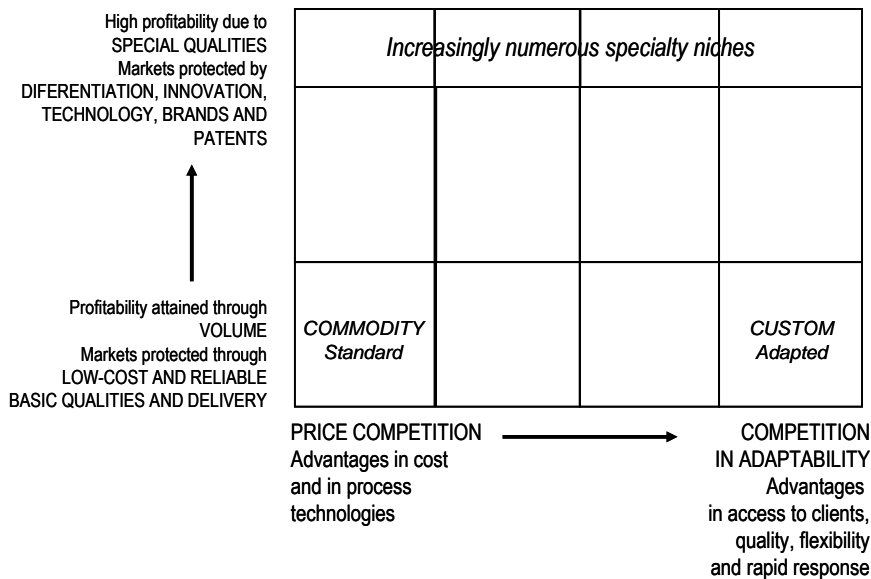 High profitability due to
SPECIAL QUALITIES
Markets protected by
DIFERENTIATION, INNOVATION,
TECHNOLOGY, BRANDS AND
PATENTS
Increasingly numerous specialty niches
Profitability attained through
VOLUME
Markets protected through
LOW-COST AND RELIABLE
BASIC QUALITIES AND DELIVERY
COMMODITY
Standard
CUSTOM
Adapted
PRICE COMPETITION
Advantages in cost
and in process
technologies
COMPETITION
IN ADAPTABILITY
Advantages
in access to clients,
quality, flexibility
and rapid response